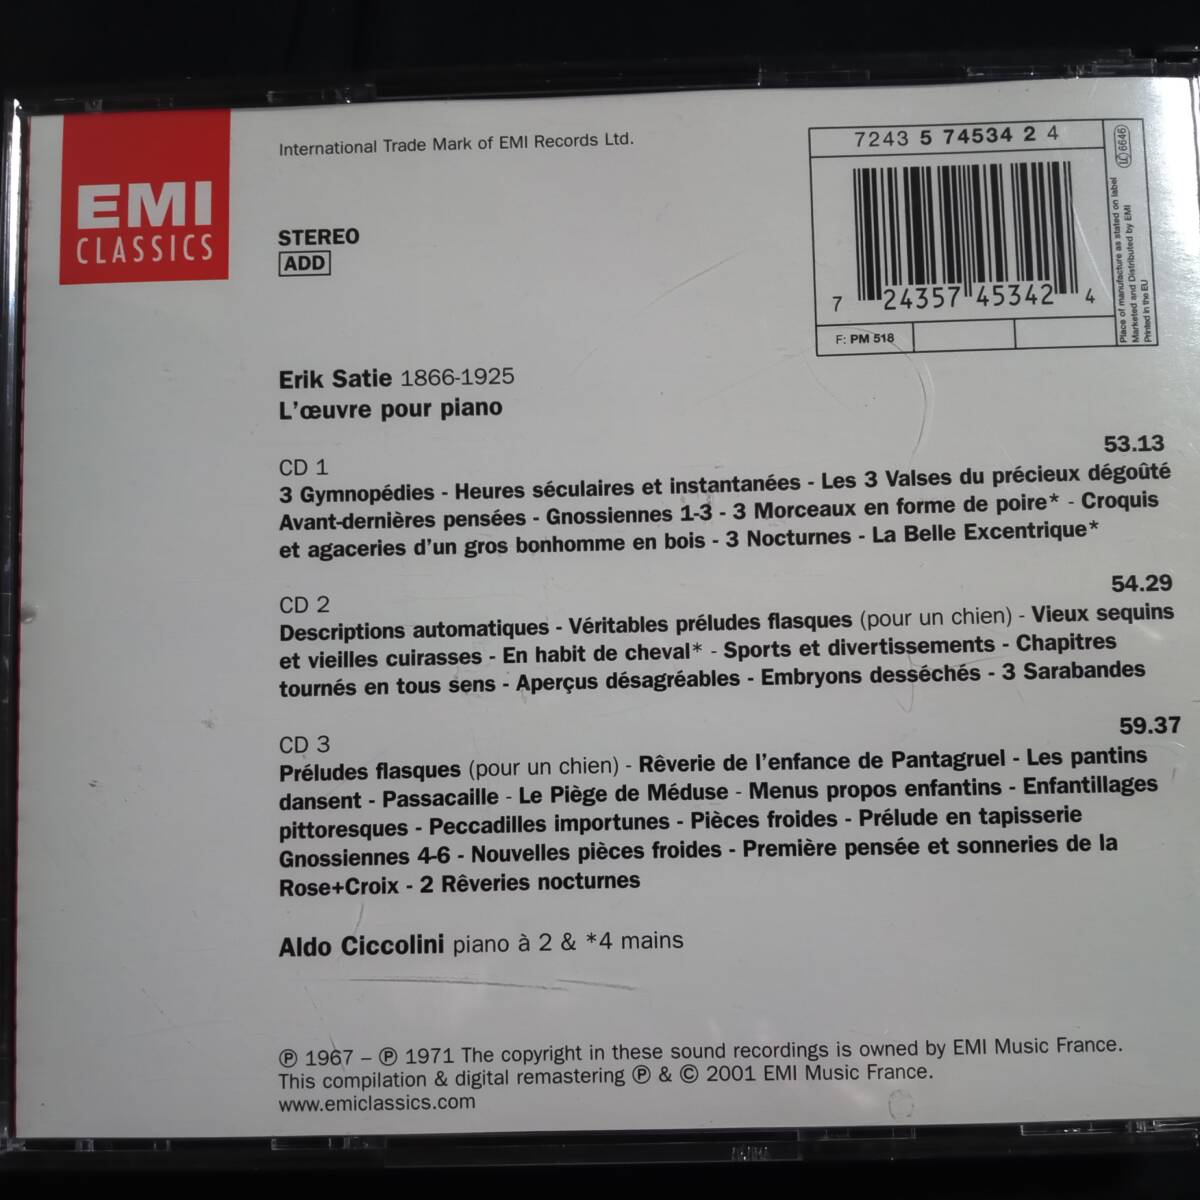 EMI
CLASSICS
International Trade Mark of EMI Records Ltd.
STEREO
ADD
7243 5 74534 2 4
7 24357 45342 4
F: PM 518
LC 6646
Place of manufacture as stated on label
Marketed and Distributed by EMI
Printed in the EU
Erik Satie 1866-1925
L'œuvre pour piano
CD 1 53.13
3 Gymnopédies - Heures séculaires et instantanées - Les 3 Valses du précieux dégoûté
Avant-dernières pensées - Gnossiennes 1-3 - 3 Morceaux en forme de poire* - Croquis
et agaceries d'un gros bonhomme en bois - 3 Nocturnes - La Belle Excentrique*
CD 2 54.29
Descriptions automatiques - Véritables préludes flasques (pour un chien) - Vieux sequins
et vieilles cuirasses - En habit de cheval* - Sports et divertissements - Chapitres
tournés en tous sens - Aperçus désagréables - Embryons desséchés - 3 Sarabandes
CD 3 59.37
Préludes flasques (pour un chien) - Rêverie de l'enfance de Pantagruel - Les pantins
dansent - Passacaille - Le Piège de Méduse - Menus propos enfantins - Enfantillages
pittoresques - Peccadilles importunes - Pièces froides - Prélude en tapisserie
Gnossiennes 4-6 - Nouvelles pièces froides - Première pensée et sonneries de la
Rose+Croix - 2 Rêveries nocturnes
Aldo Ciccolini piano à 2 & *4 mains
℗ 1967 – ℗ 1971 The copyright in these sound recordings is owned by EMI Music France.
This compilation & digital remastering ℗ & © 2001 EMI Music France.
www.emiclassics.com